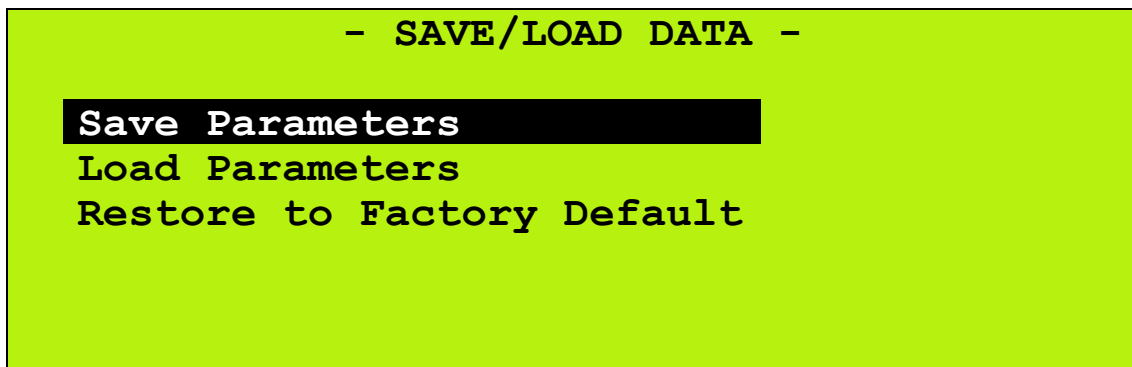 - SAVE/LOAD DATA -
Save Parameters
Load Parameters
Restore to Factory Default